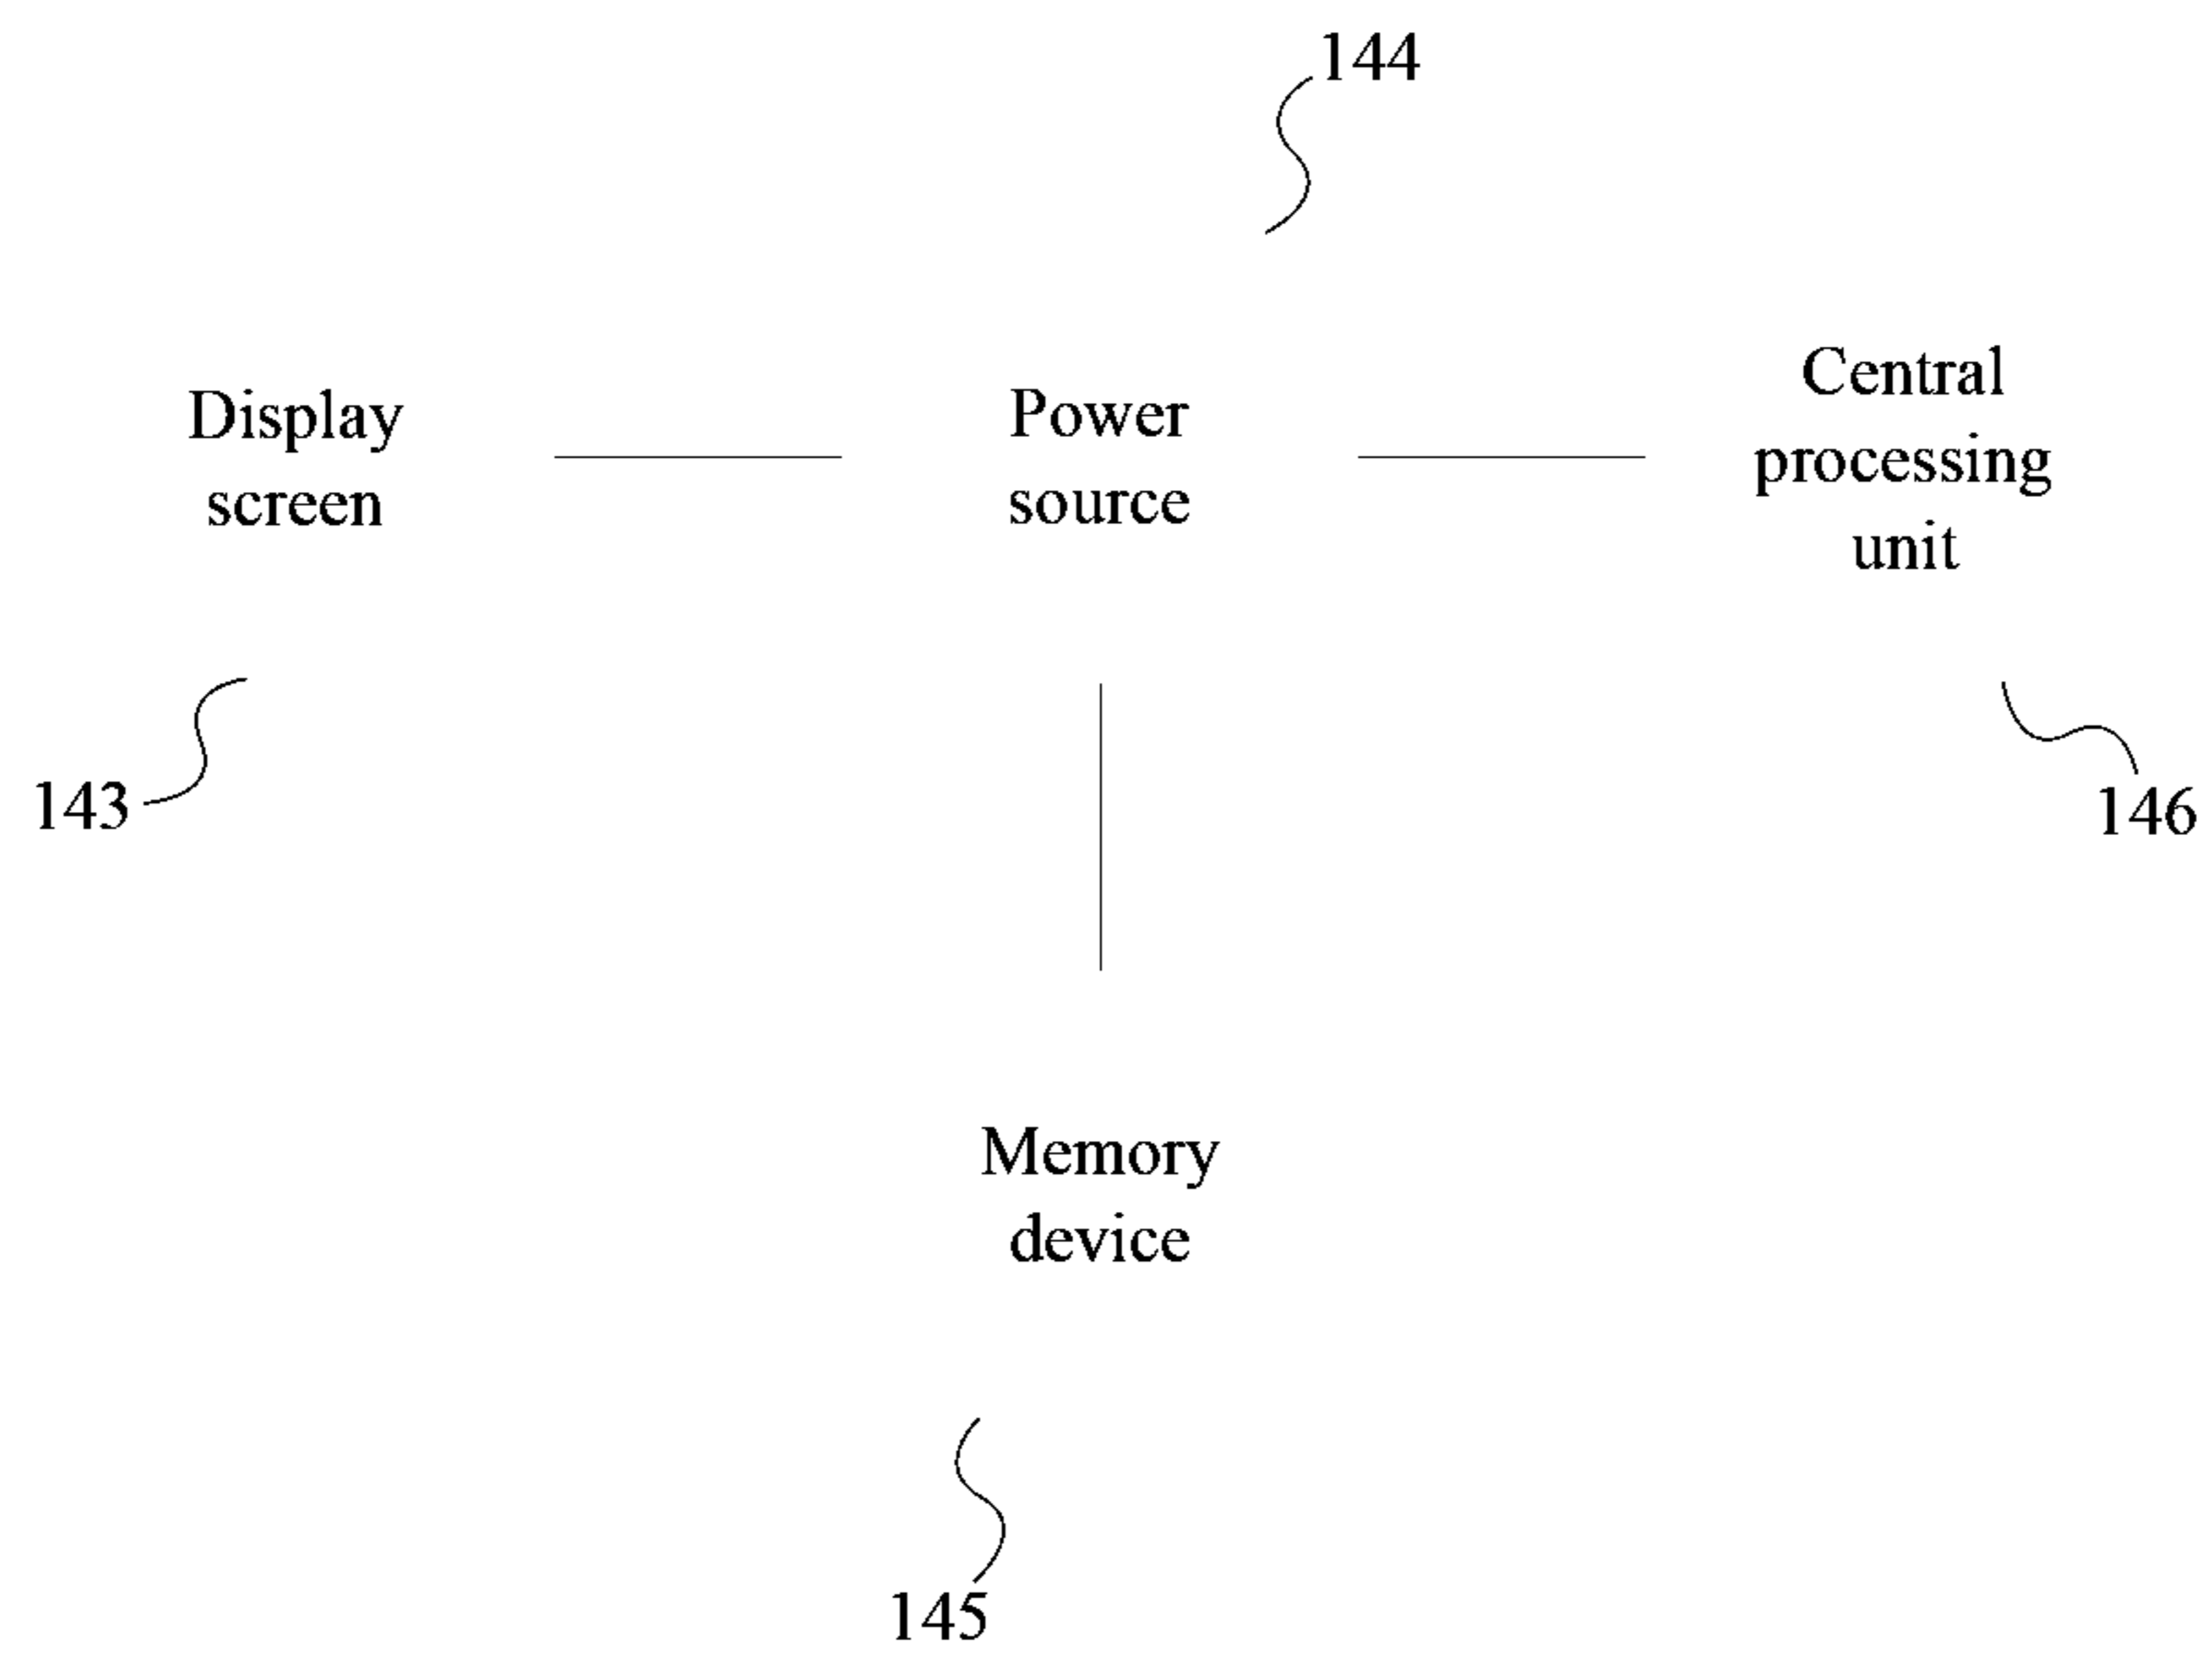 144
Display
screen
Power
source
Central
processing
unit
143
146
Memory
device
145